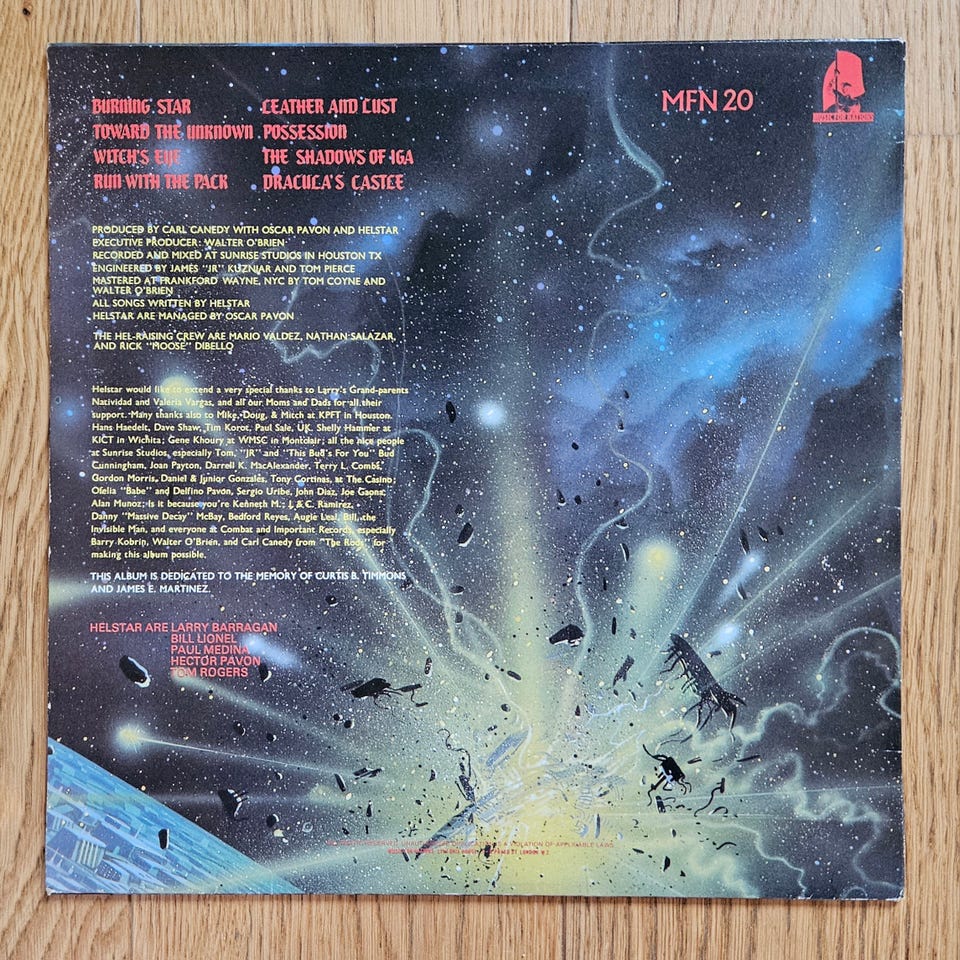 BURNING STAR
TOWARD THE UNKNOWN
WITCH'S EYE
RUN WITH THE PACK
LEATHER AND LUST
POSSESSION
THE SHADOWS OF IGA
DRACULA'S CASTLE
MFN 20
MUSIC FOR NATIONS
PRODUCED BY CARL CANEDY WITH OSCAR PAVON AND HELSTAR
EXECUTIVE PRODUCER: WALTER O'BRIEN
RECORDED AND MIXED AT SUNRISE STUDIOS IN HOUSTON TX
ENGINEERED BY JAMES "JR" KUZNIAR AND TOM PIERCE
MASTERED AT FRANKFORD WAYNE, NYC BY TOM COYNE AND
WALTER O'BRIEN
ALL SONGS WRITTEN BY HELSTAR
HELSTAR ARE MANAGED BY OSCAR PAVON
THE HEL-RAISING CREW ARE MARIO VALDEZ, NATHAN SALAZAR,
AND RICK "MOOSE" DIBELLO
Helstar would like to extend a very special thanks to Larry's Grand-parents
Natividad and Valeria Vargas, and all our Moms and Dads for all their
support. Many thanks also to Mike, Doug, & Mitch at KPFT in Houston.
Hans Haedelt, Dave Shaw, Tim Korot, Paul Sale, UK. Shelly Hammer at
KICT in Wichita; Gene Khoury at WMSC in Montclair; all the nice people
at Sunrise Studios, especially Tom, "JR" and "This Bud's For You" Bud
Cunningham, Joan Payton, Darrell K. MacAlexander, Terry L. Combs,
Gordon Morris, Daniel & Junior Gonzales, Tony Cortinas, at The Casino;
Ofelia "Babe" and Delfino Pavon, Sergio Uribe, John Diaz, Joe Gaona,
Alan Munoz; is it because you're Kenneth M.; J. & C. Ramirez,
Danny "Massive Decay" McBay, Bedford Reyes, Augie Leal, Bill, the
Invisible Man, and everyone at Combat and Important Records, especially
Barry Kobrin, Walter O'Brien, and Carl Canedy from "The Rods" for
making this album possible.
THIS ALBUM IS DEDICATED TO THE MEMORY OF CURTIS B. TIMMONS
AND JAMES E. MARTINEZ.
HELSTAR ARE LARRY BARRAGAN
BILL LIONEL
PAUL MEDINA
HECTOR PAVON
TOM ROGERS
A VIOLATION OF APPLICABLE LAWS
LONDON W.2